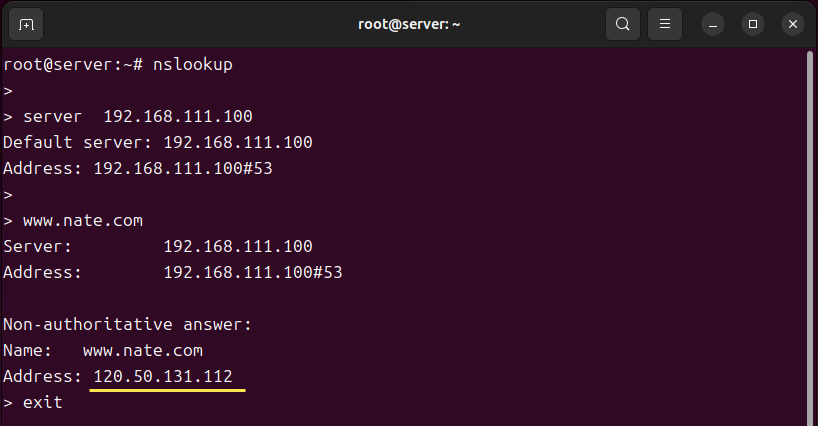 root@server: ~
root@server:~# nslookup
>
> server  192.168.111.100
Default server: 192.168.111.100
Address: 192.168.111.100#53
>
> www.nate.com
Server:         192.168.111.100
Address:        192.168.111.100#53

Non-authoritative answer:
Name:   www.nate.com
Address: 120.50.131.112
> exit